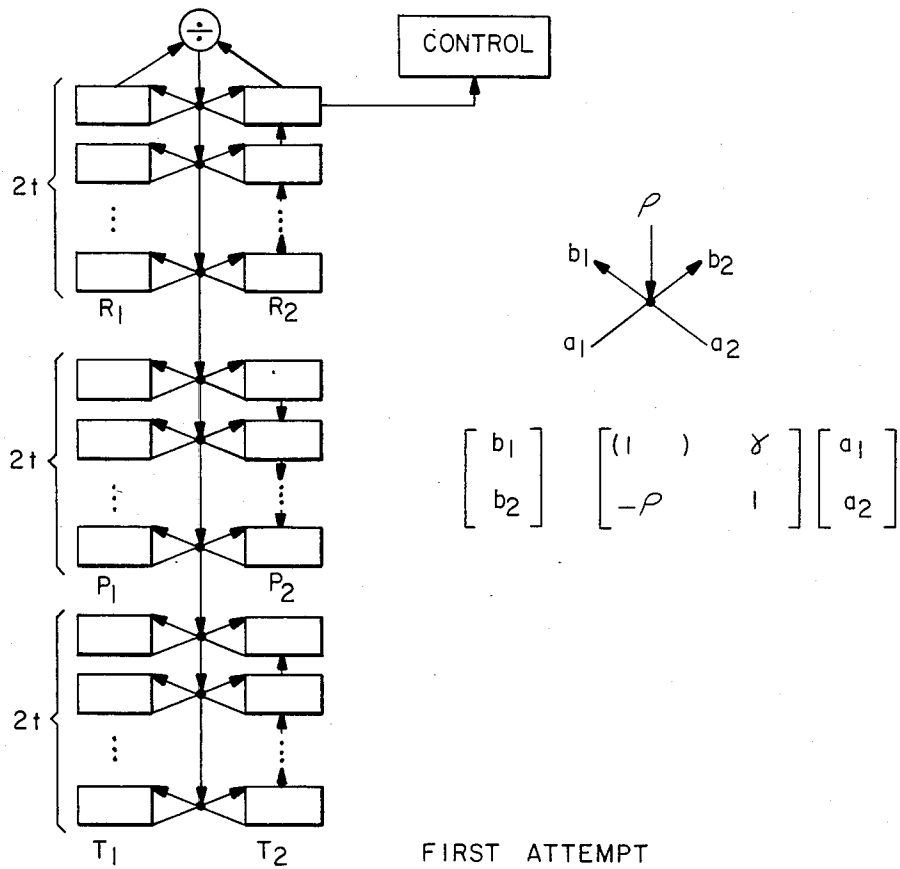 ÷
CONTROL
2t
R1 R2
2t
P1 P2
2t
T1 T2
ρ
b1 b2
a1 a2
[ b1 ] [ (1 ) γ ] [ a1 ]
[ b2 ] [ -ρ 1 ] [ a2 ]
FIRST ATTEMPT